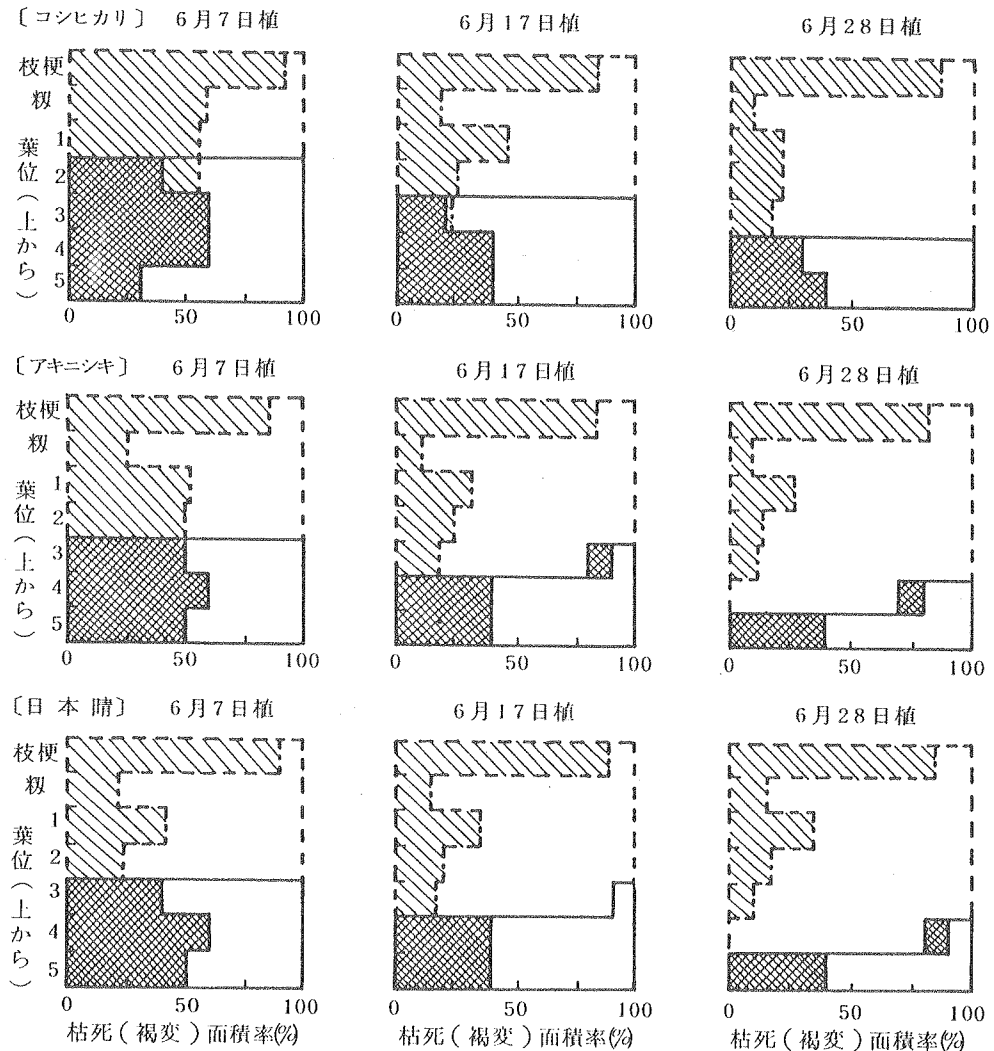 〔コシヒカリ〕 6月7日植 6月17日植 6月28日植
枝梗
籾
1
2
3
4
5
葉位(上から)
0 50 100 0 50 100 0 50 100
〔アキニシキ〕 6月7日植 6月17日植 6月28日植
枝梗
籾
1
2
3
4
5
葉位(上から)
0 50 100 0 50 100 0 50 100
〔日本晴〕 6月7日植 6月17日植 6月28日植
枝梗
籾
1
2
3
4
5
葉位(上から)
0 50 100 0 50 100 0 50 100
枯死(褐変)面積率(%) 枯死(褐変)面積率(%) 枯死(褐変)面積率(%)